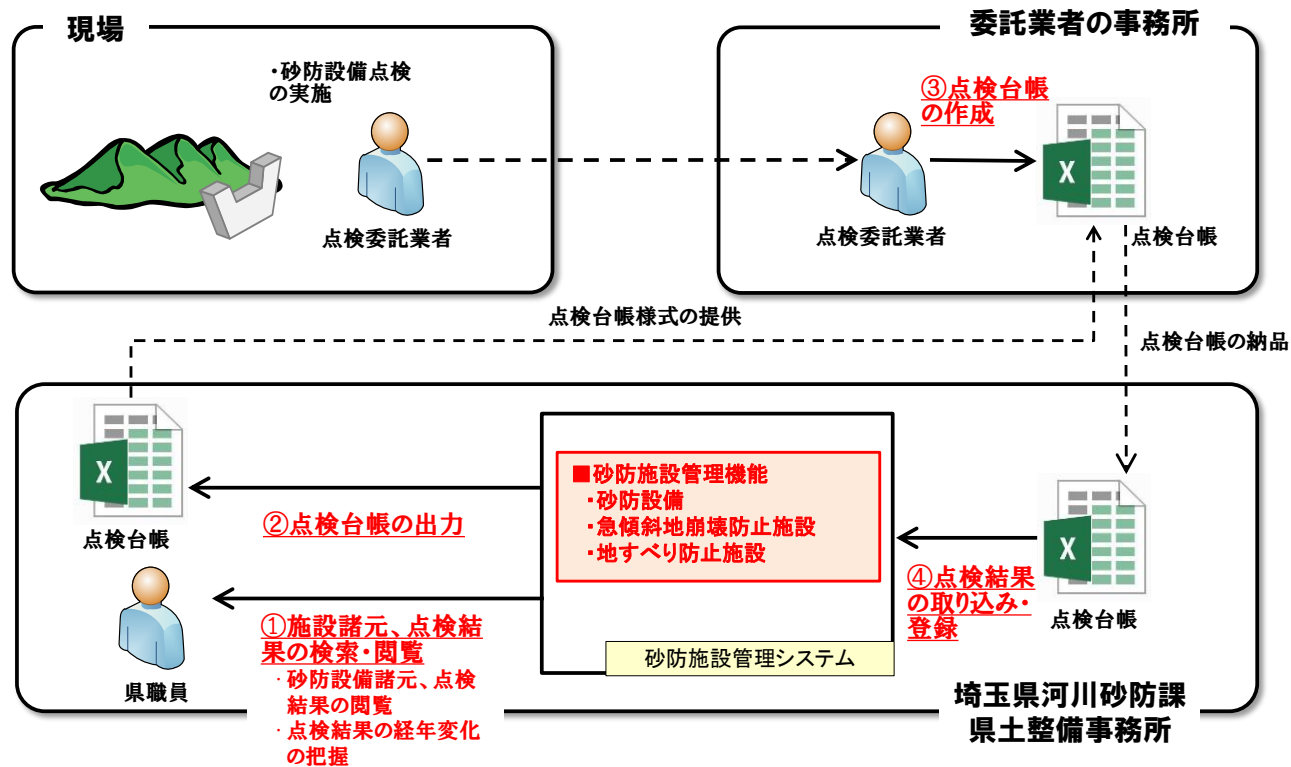 現場
・砂防設備点検
の実施
点検委託業者
委託業者の事務所
③点検台帳
の作成
X
点検委託業者
点検台帳
点検台帳様式の提供
点検台帳の納品
X
点検台帳
②点検台帳の出力
県職員
①施設諸元、点検結
果の検索・閲覧
・砂防設備諸元、点検
結果の閲覧
・点検結果の経年変化
の把握
■砂防施設管理機能
・砂防設備
・急傾斜地崩壊防止施設
・地すべり防止施設
砂防施設管理システム
X
④点検結果
の取り込み・
登録
点検台帳
埼玉県河川砂防課
県土整備事務所